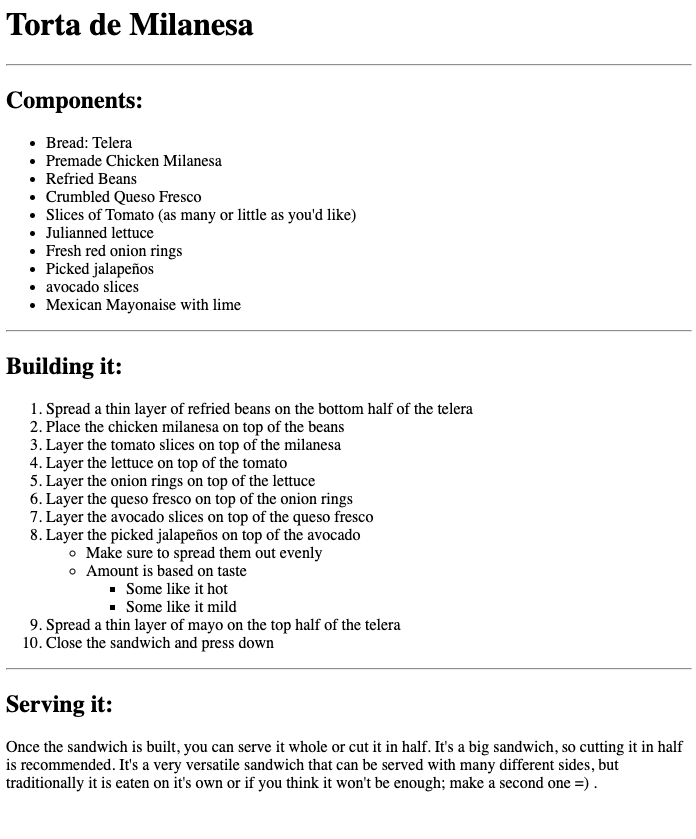 Torta de Milanesa
Components:
• Bread: Telera
• Premade Chicken Milanesa
• Refried Beans
• Crumbled Queso Fresco
• Slices of Tomato (as many or little as you'd like)
• Julianned lettuce
• Fresh red onion rings
• Picked jalapeños
• avocado slices
• Mexican Mayonaise with lime
Building it:
1. Spread a thin layer of refried beans on the bottom half of the telera
2. Place the chicken milanesa on top of the beans
3. Layer the tomato slices on top of the milanesa
4. Layer the lettuce on top of the tomato
5. Layer the onion rings on top of the lettuce
6. Layer the queso fresco on top of the onion rings
7. Layer the avocado slices on top of the queso fresco
8. Layer the picked jalapeños on top of the avocado
◦ Make sure to spread them out evenly
◦ Amount is based on taste
▪ Some like it hot
▪ Some like it mild
9. Spread a thin layer of mayo on the top half of the telera
10. Close the sandwich and press down
Serving it:
Once the sandwich is built, you can serve it whole or cut it in half. It's a big sandwich, so cutting it in half
is recommended. It's a very versatile sandwich that can be served with many different sides, but
traditionally it is eaten on it's own or if you think it won't be enough; make a second one =) .